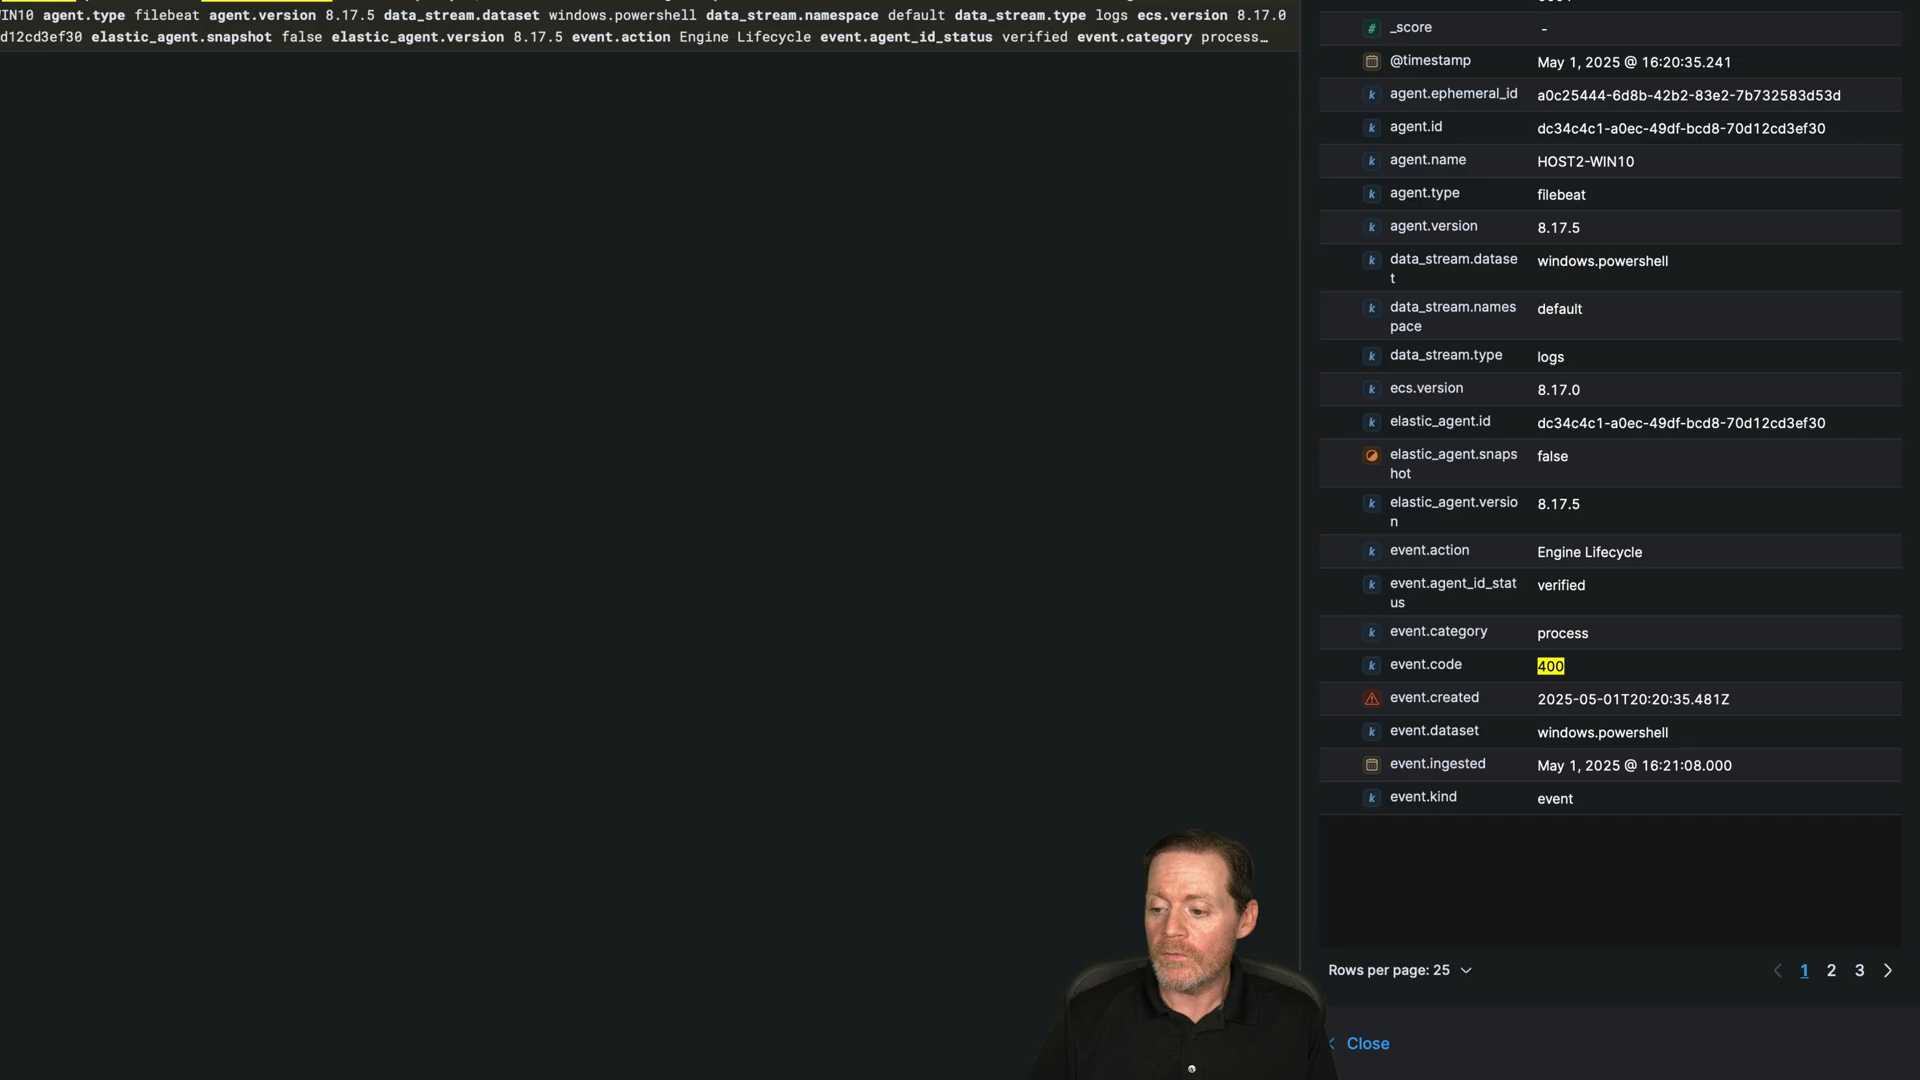 IN10 agent.type filebeat agent.version 8.17.5 data_stream.dataset windows.powershell data_stream.namespace default data_stream.type logs ecs.version 8.17.0
d12cd3ef30 elastic_agent.snapshot false elastic_agent.version 8.17.5 event.action Engine Lifecycle event.agent_id_status verified event.category process…
_score -
@timestamp May 1, 2025 @ 16:20:35.241
agent.ephemeral_id a0c25444-6d8b-42b2-83e2-7b732583d53d
agent.id dc34c4c1-a0ec-49df-bcd8-70d12cd3ef30
agent.name HOST2-WIN10
agent.type filebeat
agent.version 8.17.5
data_stream.datase windows.powershell
t
data_stream.names default
pace
data_stream.type logs
ecs.version 8.17.0
elastic_agent.id dc34c4c1-a0ec-49df-bcd8-70d12cd3ef30
elastic_agent.snaps false
hot
elastic_agent.versio 8.17.5
n
event.action Engine Lifecycle
event.agent_id_stat verified
us
event.category process
event.code 400
event.created 2025-05-01T20:20:35.481Z
event.dataset windows.powershell
event.ingested May 1, 2025 @ 16:21:08.000
event.kind event
Rows per page: 25 1 2 3
Close